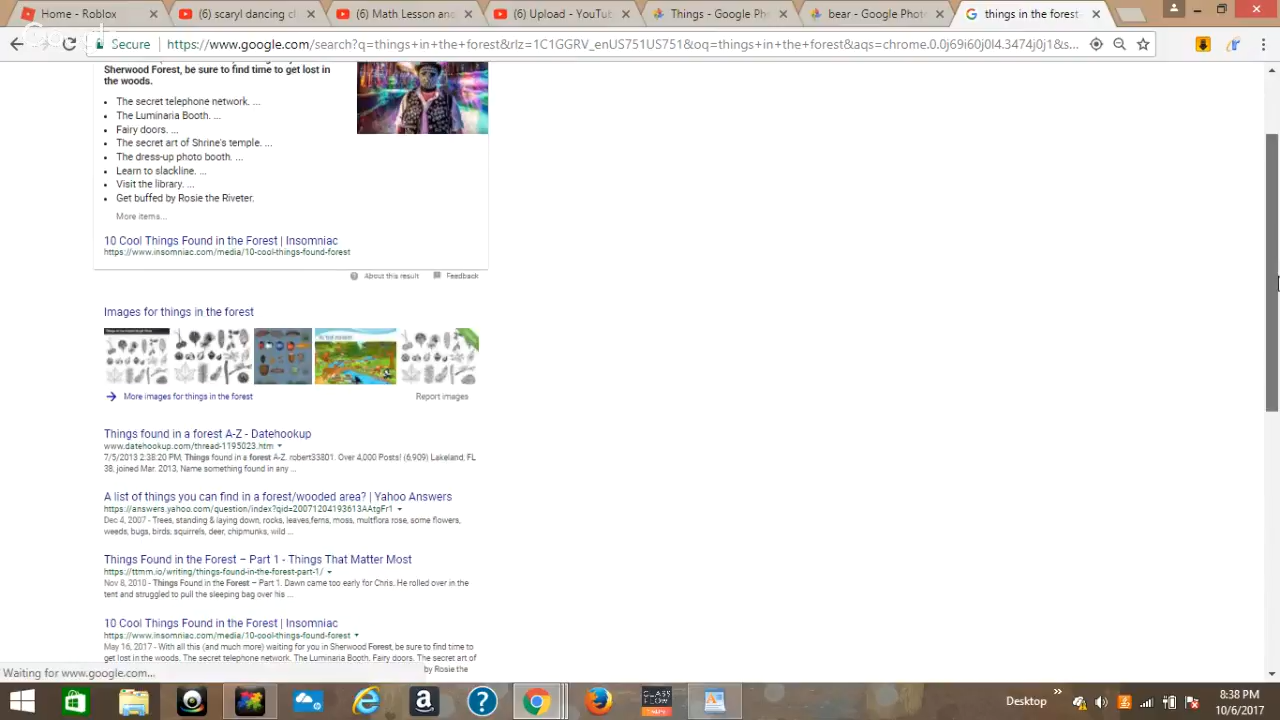 Home - Roblox
(6) scary dancing cl
(6) Math Lesson and
(6) Upload - YouTube
Things - Google Pho
bear - Google Photos
things in the forest
Secure
https://www.google.com/search?q=things+in+the+forest&rlz=1C1GGRV_enUS751US751&oq=things+in+the+forest&aqs=chrome.0.0j69i60j0l4.3474j0j1&s...
Sherwood Forest, be sure to find time to get lost in
the woods.
• The secret telephone network. ...
• The Luminaria Booth. ...
• Fairy doors. ...
• The secret art of Shrine's temple. ...
• The dress-up photo booth. ...
• Learn to slackline. ...
• Visit the library. ...
• Get buffed by Rosie the Riveter.
More items...
10 Cool Things Found in the Forest | Insomniac
https://www.insomniac.com/media/10-cool-things-found-forest
About this result
Feedback
Images for things in the forest
More images for things in the forest
Report images
Things found in a forest A-Z - Datehookup
www.datehookup.com/thread-1195023.htm
7/5/2013 2:38:20 PM, Things found in a forest A-Z. robert33801. Over 4,000 Posts! (6,909) Lakeland, FL
38, joined Mar. 2013, Name something found in any ...
A list of things you can find in a forest/wooded area? | Yahoo Answers
https://answers.yahoo.com/question/index?qid=20071204193613AAtgFr1
Dec 4, 2007 - Trees, standing & laying down, rocks, leaves,ferns, moss, multflora rose, some flowers,
weeds, bugs, birds, squirrels, deer, chipmunks, wild ...
Things Found in the Forest – Part 1 - Things That Matter Most
https://ttmm.io/writing/things-found-in-the-forest-part-1/
Nov 8, 2010 - Things Found in the Forest – Part 1. Dawn came too early for Chris. He rolled over in the
tent and struggled to pull the sleeping bag over his ...
10 Cool Things Found in the Forest | Insomniac
https://www.insomniac.com/media/10-cool-things-found-forest
May 16, 2017 - With all this (and much more) waiting for you in Sherwood Forest, be sure to find time to
get lost in the woods. The secret telephone network. The Luminaria Booth. Fairy doors. The secret art of
by Rosie the
Waiting for www.google.com...
CLASS
FLOW
Desktop
8:38 PM
10/6/2017